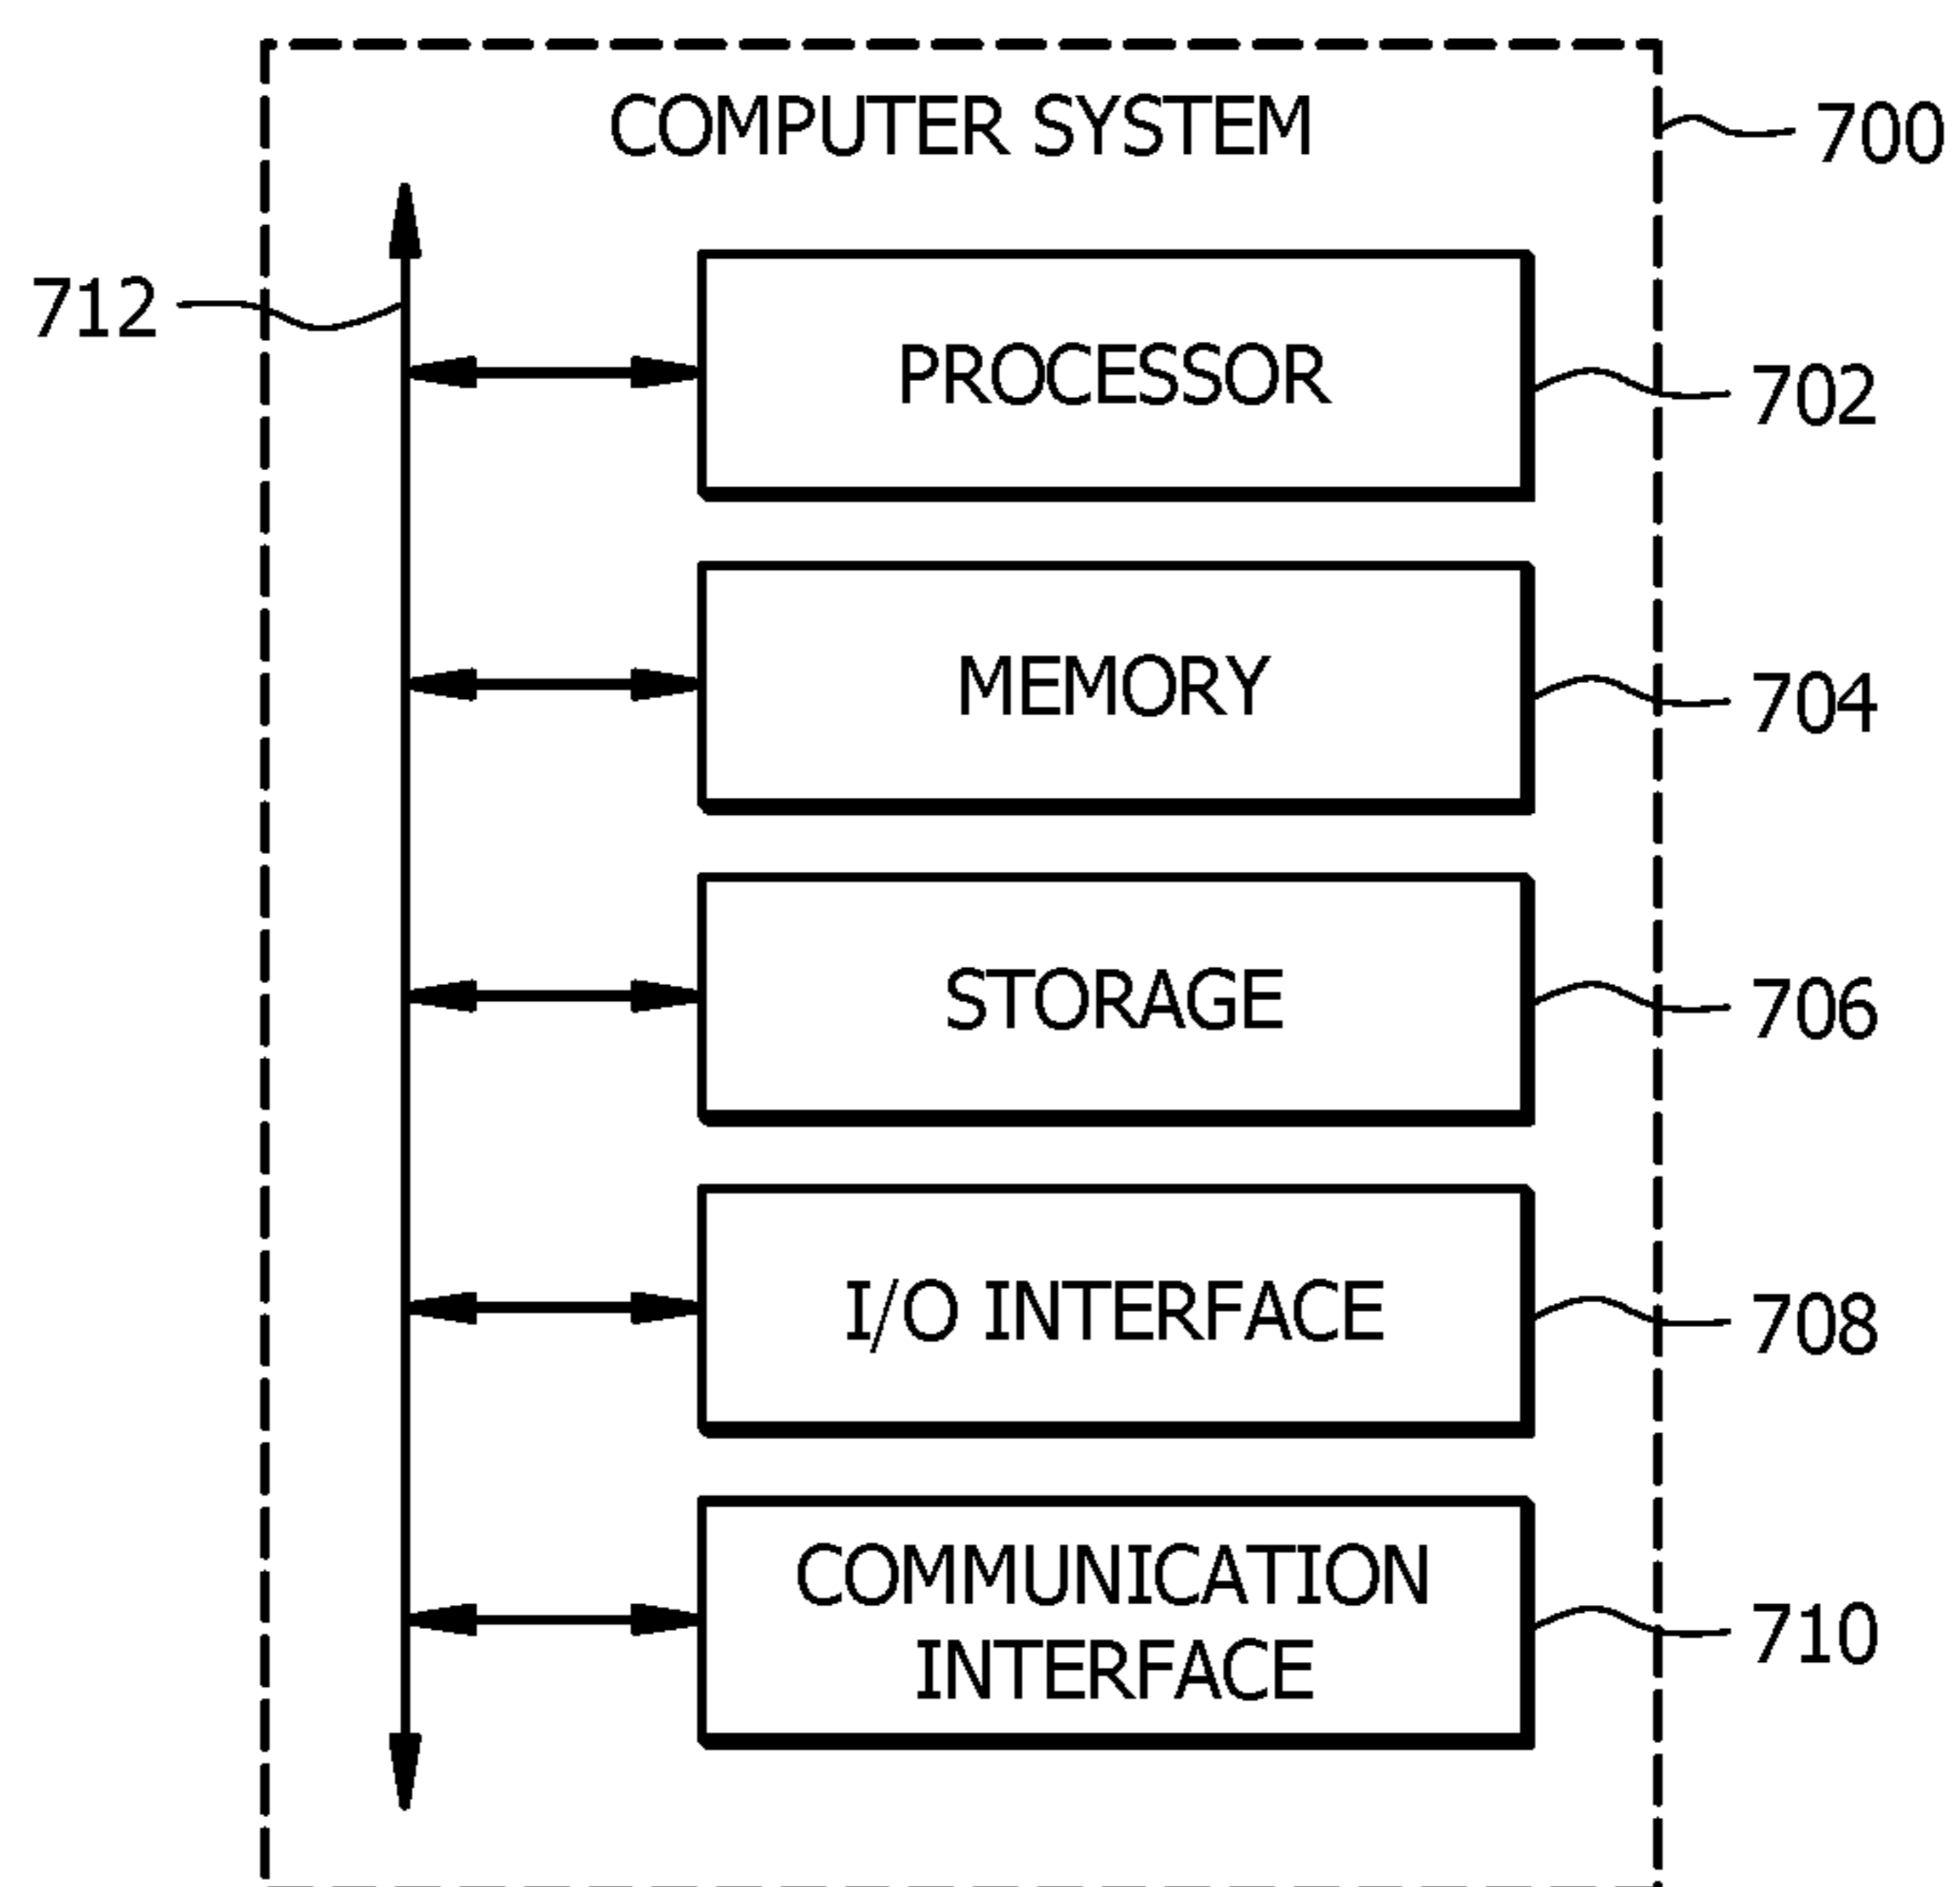 COMPUTER SYSTEM
700
712
PROCESSOR
702
MEMORY
704
STORAGE
706
I/O INTERFACE
708
COMMUNICATION
INTERFACE
710